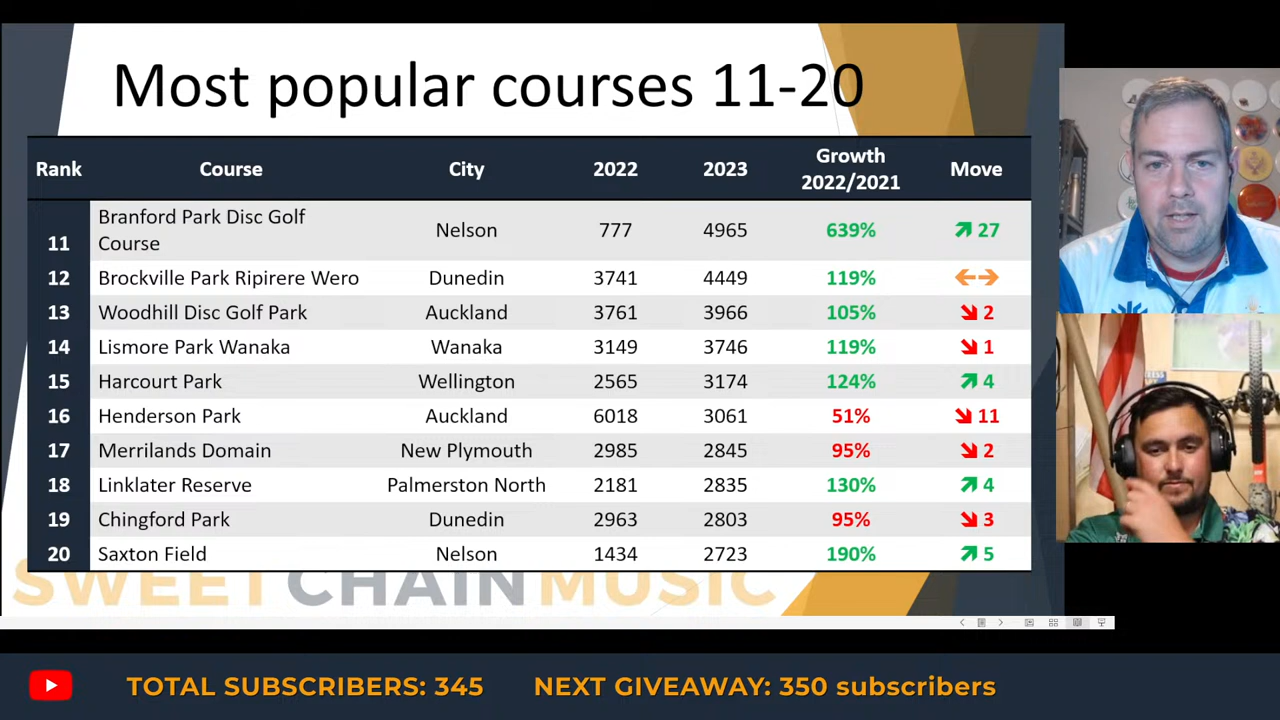 Most popular courses 11-20
Rank Course City 2022 2023 Growth 2022/2021 Move
11 Branford Park Disc Golf Course Nelson 777 4965 639% 27
12 Brockville Park Ripirere Wero Dunedin 3741 4449 119%
13 Woodhill Disc Golf Park Auckland 3761 3966 105% 2
14 Lismore Park Wanaka Wanaka 3149 3746 119% 1
15 Harcourt Park Wellington 2565 3174 124% 4
16 Henderson Park Auckland 6018 3061 51% 11
17 Merrilands Domain New Plymouth 2985 2845 95% 2
18 Linklater Reserve Palmerston North 2181 2835 130% 4
19 Chingford Park Dunedin 2963 2803 95% 3
20 Saxton Field Nelson 1434 2723 190% 5
SWEET CHAIN MUSIC
TOTAL SUBSCRIBERS: 345 NEXT GIVEAWAY: 350 subscribers